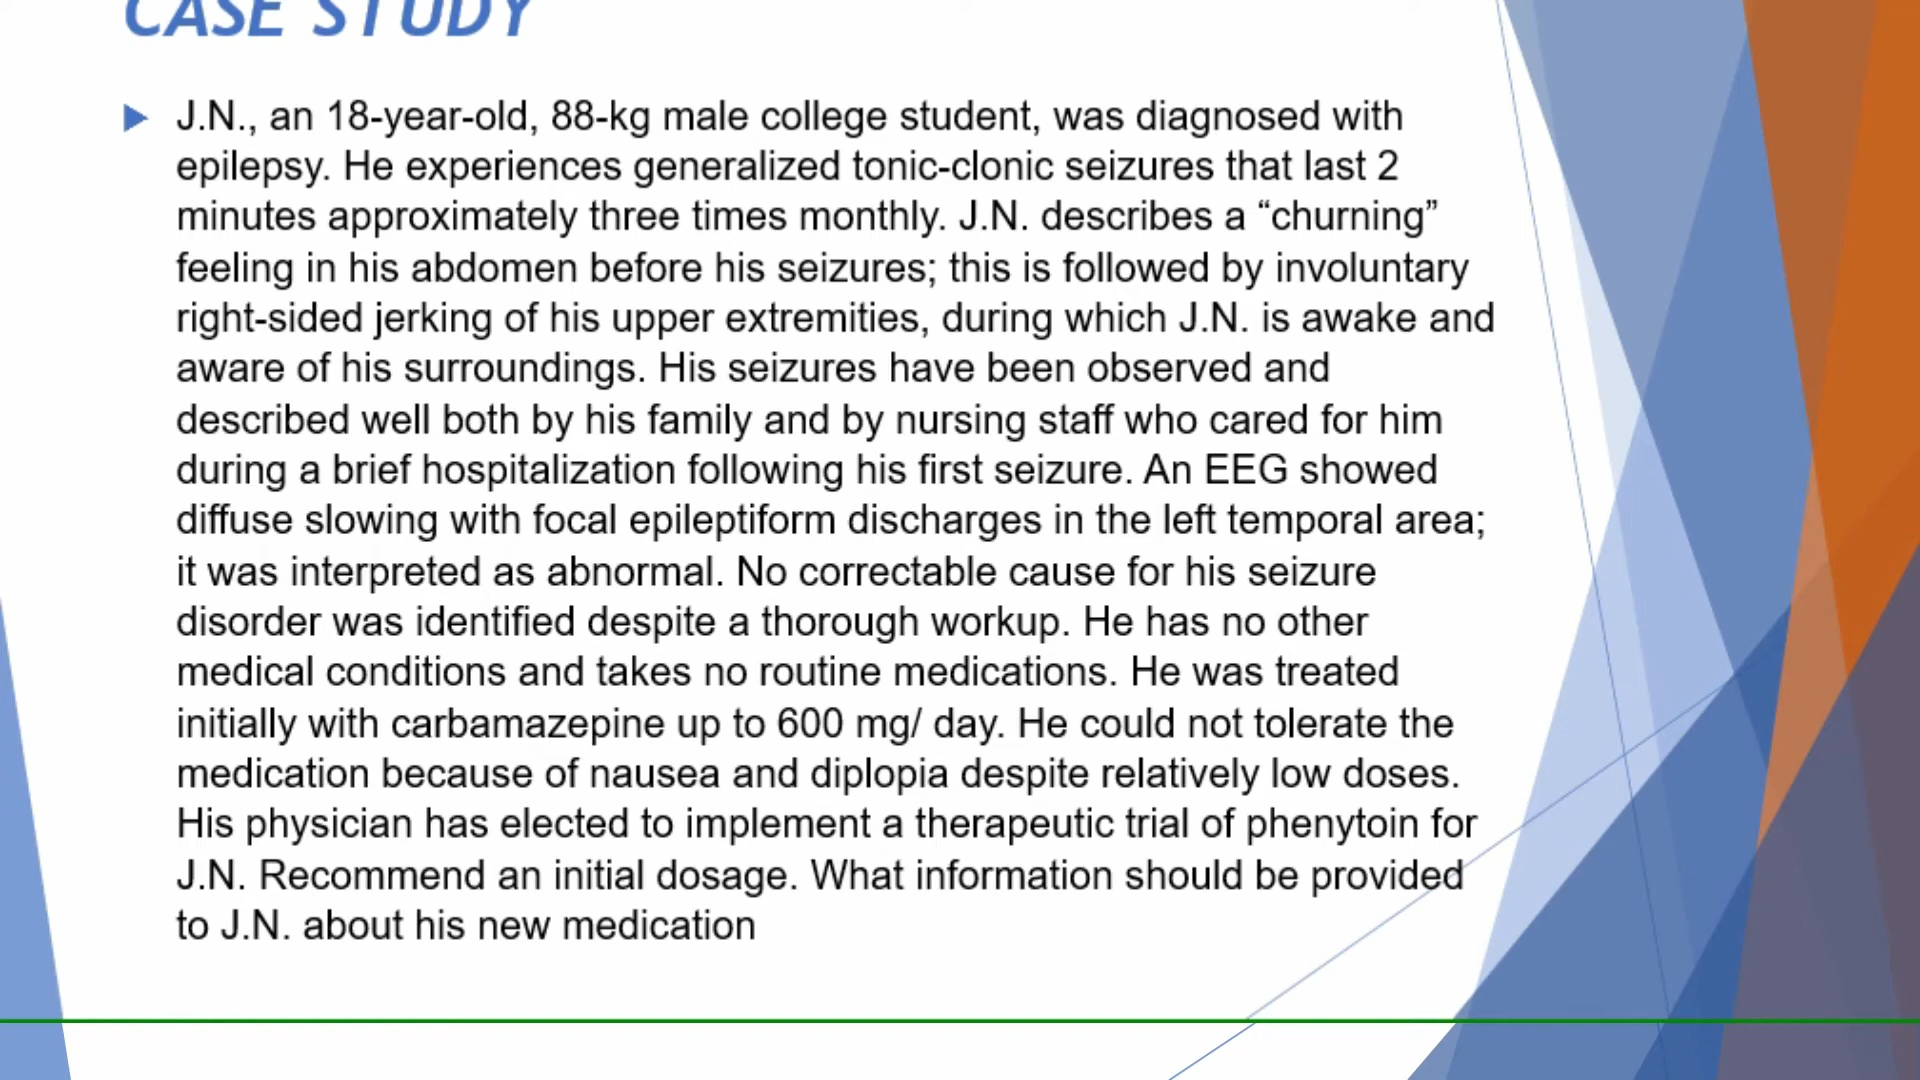 CASE STUDY
J.N., an 18-year-old, 88-kg male college student, was diagnosed with
epilepsy. He experiences generalized tonic-clonic seizures that last 2
minutes approximately three times monthly. J.N. describes a “churning”
feeling in his abdomen before his seizures; this is followed by involuntary
right-sided jerking of his upper extremities, during which J.N. is awake and
aware of his surroundings. His seizures have been observed and
described well both by his family and by nursing staff who cared for him
during a brief hospitalization following his first seizure. An EEG showed
diffuse slowing with focal epileptiform discharges in the left temporal area;
it was interpreted as abnormal. No correctable cause for his seizure
disorder was identified despite a thorough workup. He has no other
medical conditions and takes no routine medications. He was treated
initially with carbamazepine up to 600 mg/ day. He could not tolerate the
medication because of nausea and diplopia despite relatively low doses.
His physician has elected to implement a therapeutic trial of phenytoin for
J.N. Recommend an initial dosage. What information should be provided
to J.N. about his new medication